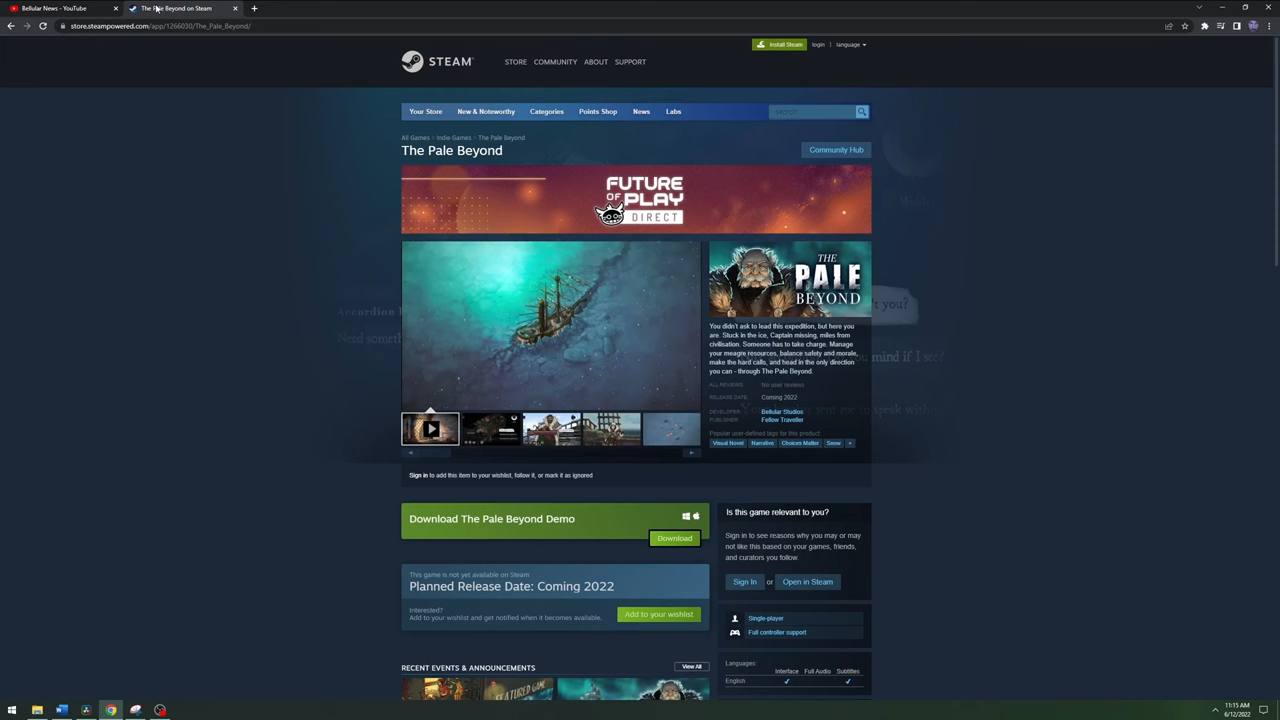 Bellular News - YouTube
The Pale Beyond on Steam
store.steampowered.com/app/1266030/The_Pale_Beyond/
Install Steam
login
language
STEAM
STORE
COMMUNITY
ABOUT
SUPPORT
Your Store
New & Noteworthy
Categories
Points Shop
News
Labs
search
All Games > Indie Games > The Pale Beyond
The Pale Beyond
Community Hub
FUTURE
OF PLAY
DIRECT
THE
PALE
BEYOND
You didn't ask to lead this expedition, but here you
are. Stuck in the ice, Captain missing, miles from
civilisation. Someone has to take charge. Manage
your meagre resources, balance safety and morale,
make the hard calls, and head in the only direction
you can - through The Pale Beyond.
ALL REVIEWS:
No user reviews
RELEASE DATE:
Coming 2022
DEVELOPER:
Bellular Studios
PUBLISHER:
Fellow Traveller
Popular user-defined tags for this product:
Visual Novel
Narrative
Choices Matter
Snow
+
Sign in to add this item to your wishlist, follow it, or mark it as ignored
Download The Pale Beyond Demo
Download
This game is not yet available on Steam
Planned Release Date: Coming 2022
Interested?
Add to your wishlist and get notified when it becomes available.
Add to your wishlist
Is this game relevant to you?
Sign in to see reasons why you may or may
not like this based on your games, friends,
and curators you follow.
Sign In
or
Open in Steam
Single-player
Full controller support
Languages:
Interface
Full Audio
Subtitles
English
✔
✔
RECENT EVENTS & ANNOUNCEMENTS
View All
11:15 AM
6/12/2022